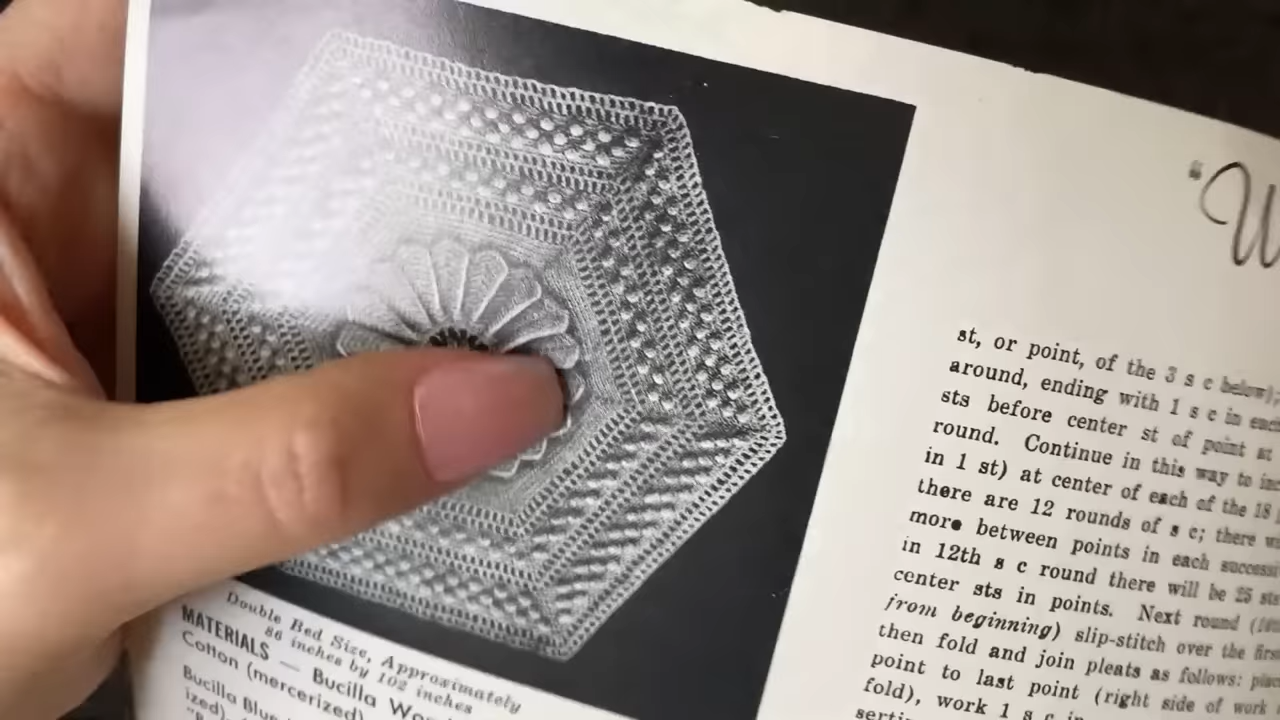 Double Bed Size, Approximately
86 inches by 102 inches
MATERIALS — Bucilla
Cotton (mercerized)
Bucilla Blue
ized),
"W
st, or point, of the 3 s c below);
around, ending with 1 s c in each
sts before center st of point at
round. Continue in this way to inc
in 1 st) at center of each of the 18
there are 12 rounds of s c; there
more between points in each successi
in 12th s c round there will be 25 sts
center sts in points. Next round
from beginning) slip-stitch over the first
then fold and join pleats as follows:
point to last point (right side of work
fold), work 1 s c in